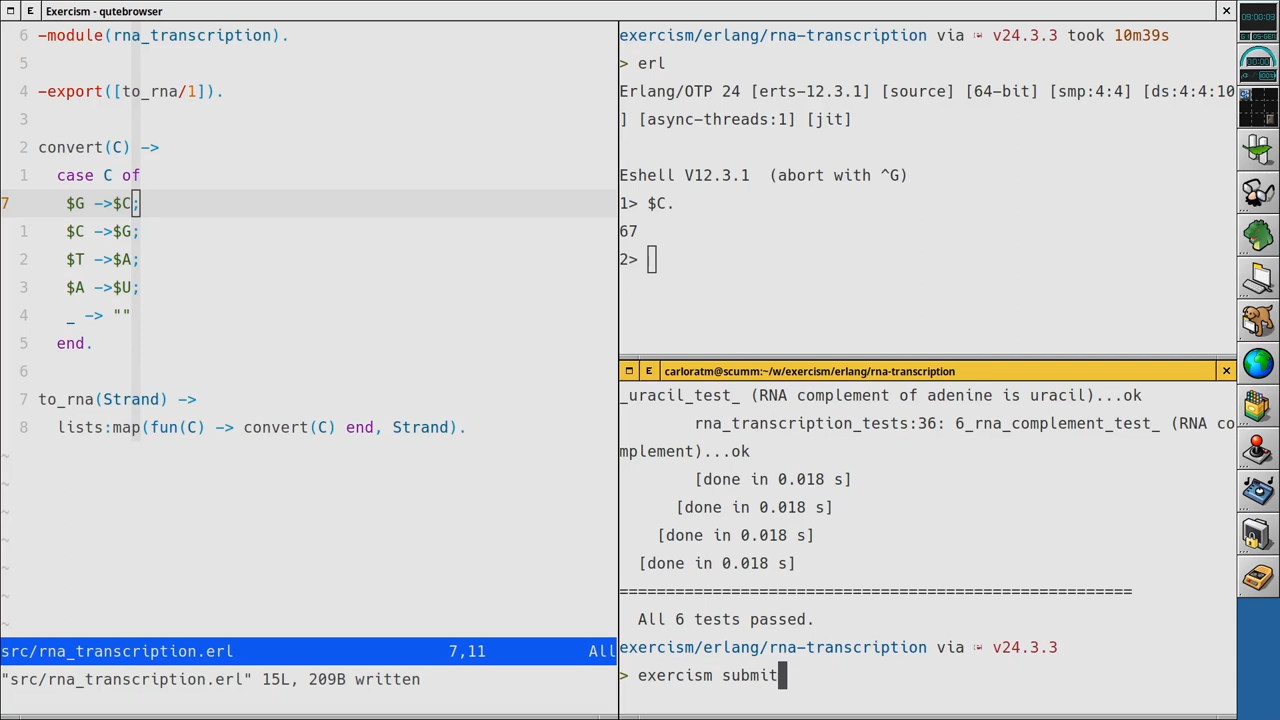 E Exercism - qutebrowser
6 -module(rna_transcription).
5
4 -export([to_rna/1]).
3
2 convert(C) ->
1 case C of
7 $G ->$C;
1 $C ->$G;
2 $T ->$A;
3 $A ->$U;
4 _ -> ""
5 end.
6
7 to_rna(Strand) ->
8 lists:map(fun(C) -> convert(C) end, Strand).
~
~
~
~
~
~
~
src/rna_transcription.erl 7,11 All
"src/rna_transcription.erl" 15L, 209B written
exercism/erlang/rna-transcription via v24.3.3 took 10m39s
> erl
Erlang/OTP 24 [erts-12.3.1] [source] [64-bit] [smp:4:4] [ds:4:4:10
] [async-threads:1] [jit]
Eshell V12.3.1 (abort with ^G)
1> $C.
67
2>
E carloratm@scumm:~/w/exercism/erlang/rna-transcription
_uracil_test_ (RNA complement of adenine is uracil)...ok
rna_transcription_tests:36: 6_rna_complement_test_ (RNA co
mplement)...ok
[done in 0.018 s]
[done in 0.018 s]
[done in 0.018 s]
[done in 0.018 s]
=======================================================
All 6 tests passed.
exercism/erlang/rna-transcription via v24.3.3
> exercism submit